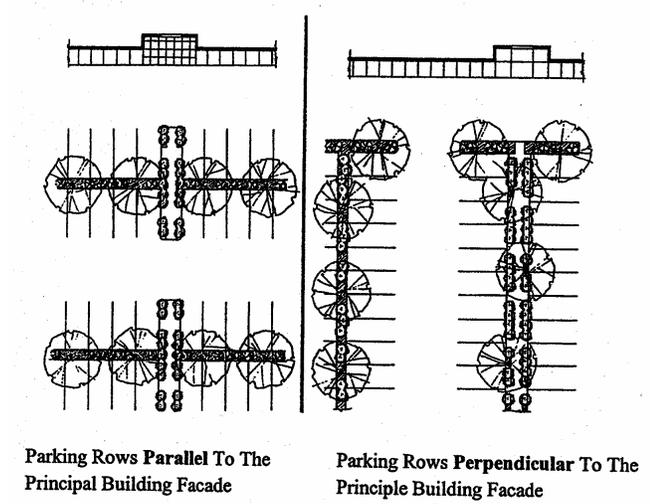 Parking Rows Parallel To The
Principal Building Facade
Parking Rows Perpendicular To The
Principle Building Facade